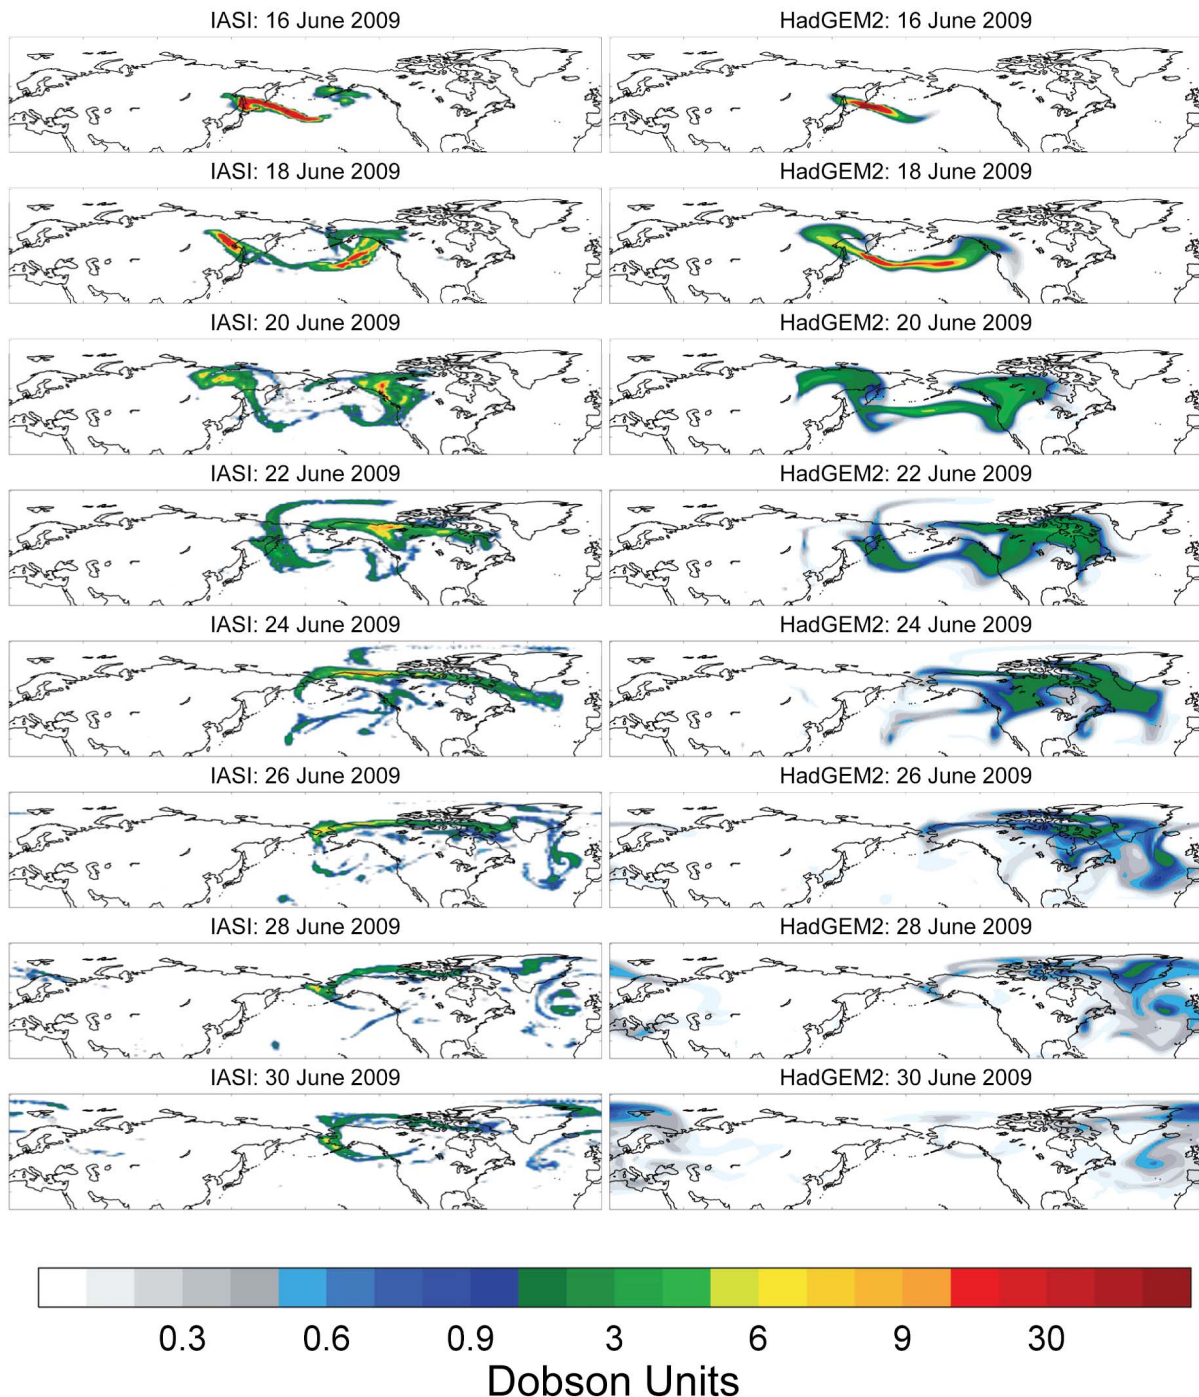 IASI: 16 June 2009
HadGEM2: 16 June 2009
IASI: 18 June 2009
HadGEM2: 18 June 2009
IASI: 20 June 2009
HadGEM2: 20 June 2009
IASI: 22 June 2009
HadGEM2: 22 June 2009
IASI: 24 June 2009
HadGEM2: 24 June 2009
IASI: 26 June 2009
HadGEM2: 26 June 2009
IASI: 28 June 2009
HadGEM2: 28 June 2009
IASI: 30 June 2009
HadGEM2: 30 June 2009
0.3 0.6 0.9 3 6 9 30
Dobson Units